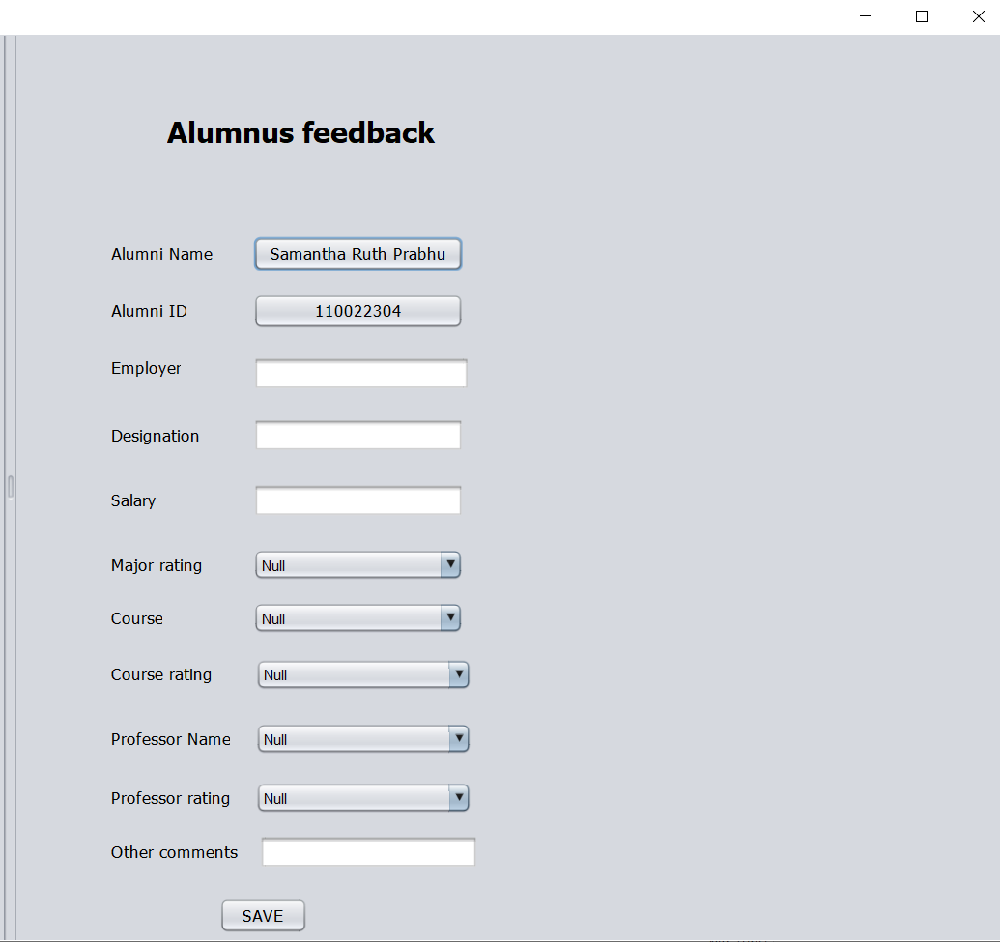 Alumnus feedback
Alumni Name Samantha Ruth Prabhu
Alumni ID 110022304
Employer
Designation
Salary
Major rating Null
Course Null
Course rating Null
Professor Name Null
Professor rating Null
Other comments
SAVE